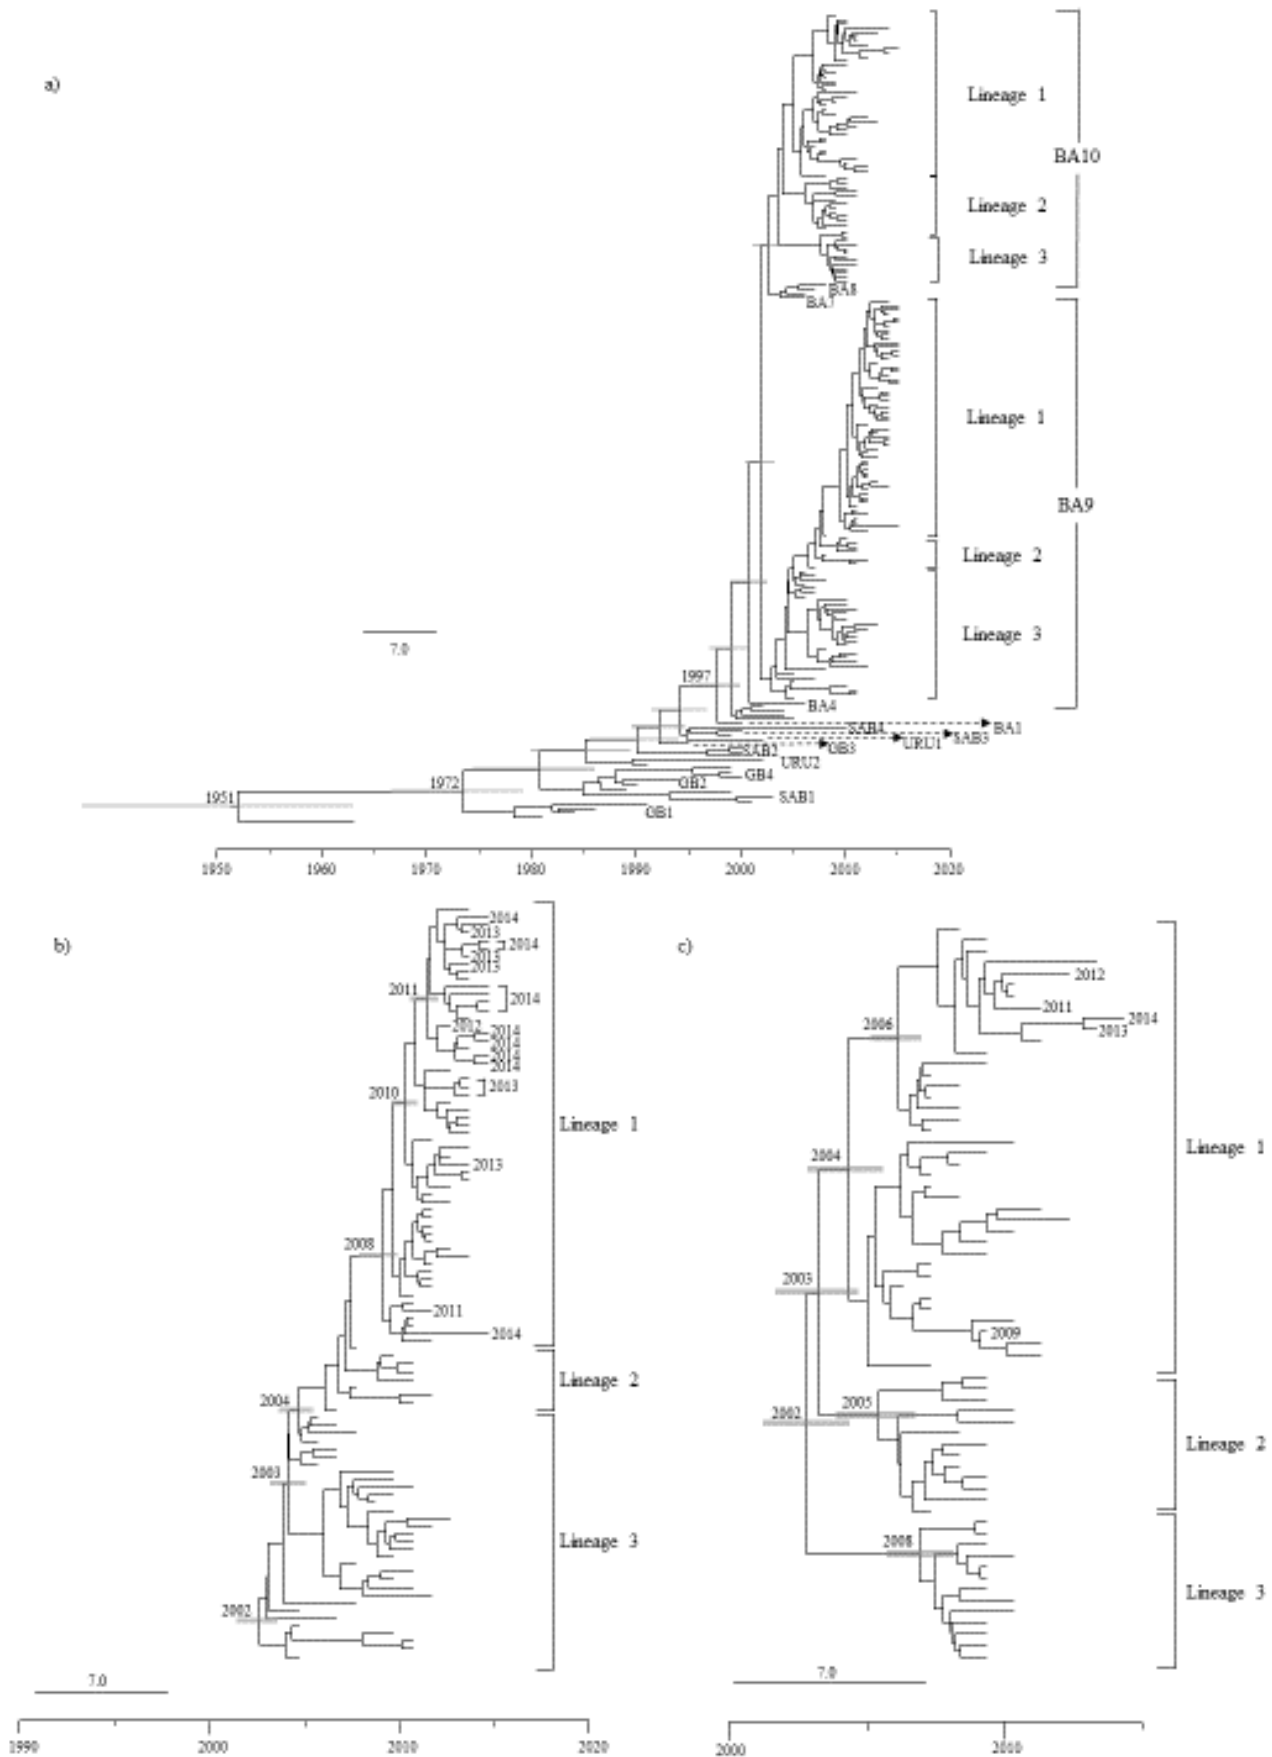 a)
Lineage 1
BA10
Lineage 2
Lineage 3
BA8
BA7
Lineage 1
BA9
Lineage 2
Lineage 3
7.0
1997
BA4
BA1
SAB4
SAB3
URU1
GB3
SAB2
URU2
GB4
GB2
SAB1
GB1
1972
1951
1950 1960 1970 1980 1990 2000 2010 2020
b)
2014
2013
2014
2013
2013
2011
2014
2012
2014
2014
2014
2014
2010
2013
Lineage 1
2013
2008
2011
2014
Lineage 2
2004
2003
Lineage 3
2002
7.0
1990 2000 2010 2020
c)
2012
2011
2014
2013
2006
Lineage 1
2004
2003
2009
2002
2005
Lineage 2
2008
Lineage 3
7.0
2000 2010